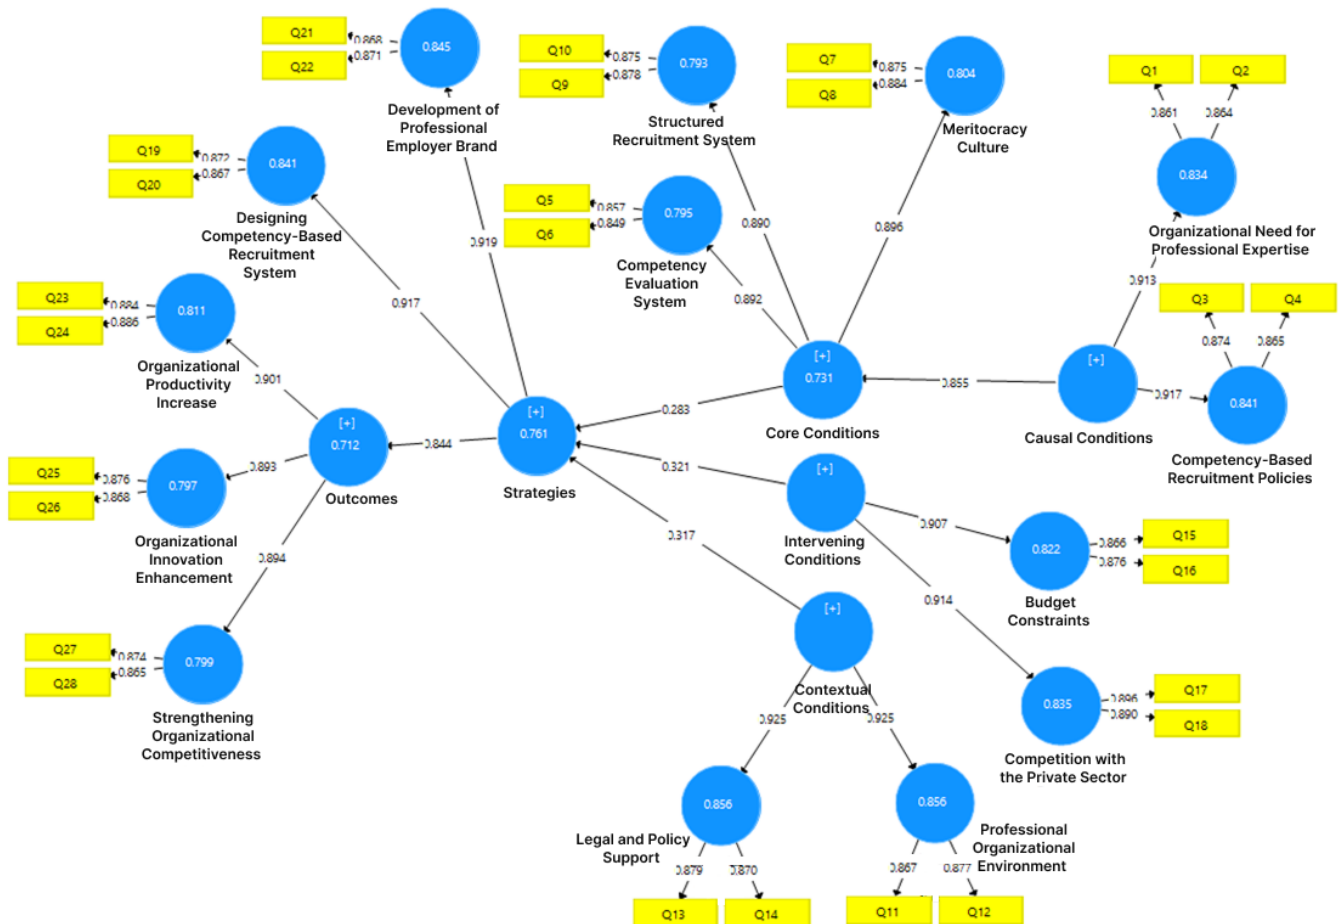 Q21
0.868
Q22
0.871
0.845
Development of
Professional
Employer Brand
Q10
0.875
Q9
0.878
0.793
Structured
Recruitment System
Q7
0.875
Q8
0.884
0.804
Meritocracy
Culture
Q1
Q2
0.861
0.864
0.834
Organizational Need for
Professional Expertise
0.913
Q19
0.872
Q20
0.867
0.841
Designing
Competency-Based
Recruitment
System
0.919
0.917
Q5
0.857
Q6
0.849
0.795
Competency
Evaluation
System
0.890
0.896
0.892
Q3
Q4
0.874
0.865
0.841
Competency-Based
Recruitment Policies
0.917
[+]
Causal Conditions
0.855
[+]
0.731
Core Conditions
0.283
Q23
0.884
Q24
0.886
0.811
Organizational
Productivity
Increase
0.901
[+]
0.712
Outcomes
0.844
[+]
0.761
Strategies
0.321
[+]
Intervening
Conditions
0.907
0.822
Budget
Constraints
0.866
Q15
0.876
Q16
Q25
0.876
Q26
0.868
0.797
Organizational
Innovation
Enhancement
0.893
0.894
0.317
[+]
Contextual
Conditions
0.914
0.835
Competition with
the Private Sector
0.896
Q17
0.890
Q18
Q27
0.874
Q28
0.865
0.799
Strengthening
Organizational
Competitiveness
0.925
0.925
0.856
Legal and Policy
Support
0.879
0.870
Q13
Q14
0.856
Professional
Organizational
Environment
0.867
0.877
Q11
Q12